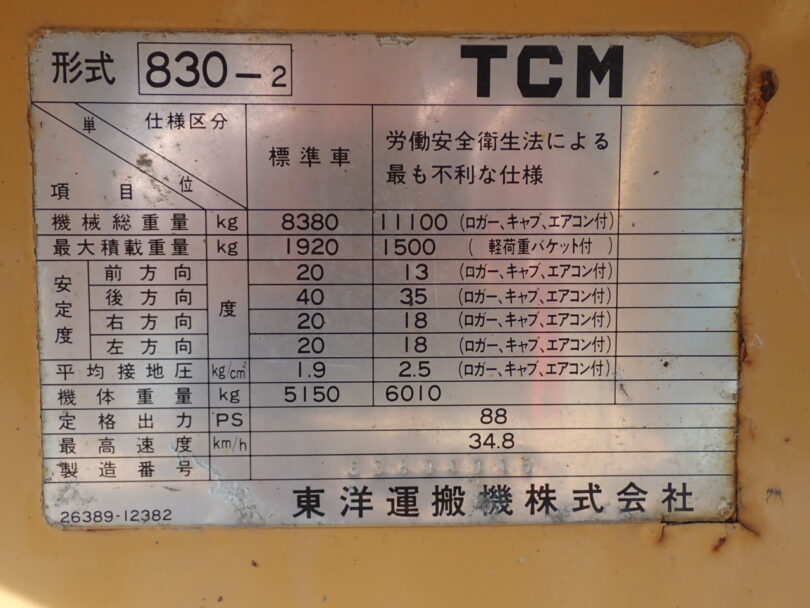 形式 830-2 TCM
単位 項目 仕様区分 標準車 労働安全衛生法による
最も不利な仕様
機械総重量 kg 8380 11100 (ロガー、キャブ、エアコン付)
最大積載重量 kg 1920 1500 (軽荷重バケット付)
安定度 前方向 度 20 13 (ロガー、キャブ、エアコン付)
後方向 40 35 (ロガー、キャブ、エアコン付)
右方向 20 18 (ロガー、キャブ、エアコン付)
左方向 20 18 (ロガー、キャブ、エアコン付)
平均接地圧 kg/cm² 1.9 2.5 (ロガー、キャブ、エアコン付)
機体重量 kg 5150 6010
定格出力 PS 88
最高速度 km/h 34.8
製造番号
26389-12382 東洋運搬機株式会社